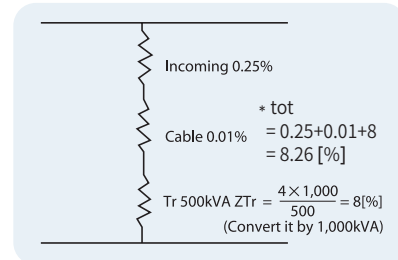 Incoming 0.25%
* tot
Cable 0.01%
= 0.25+0.01+8
= 8.26 [%]
Tr 500kVA ZTr = 4×1,000/500 = 8[%]
(Convert it by 1,000kVA)